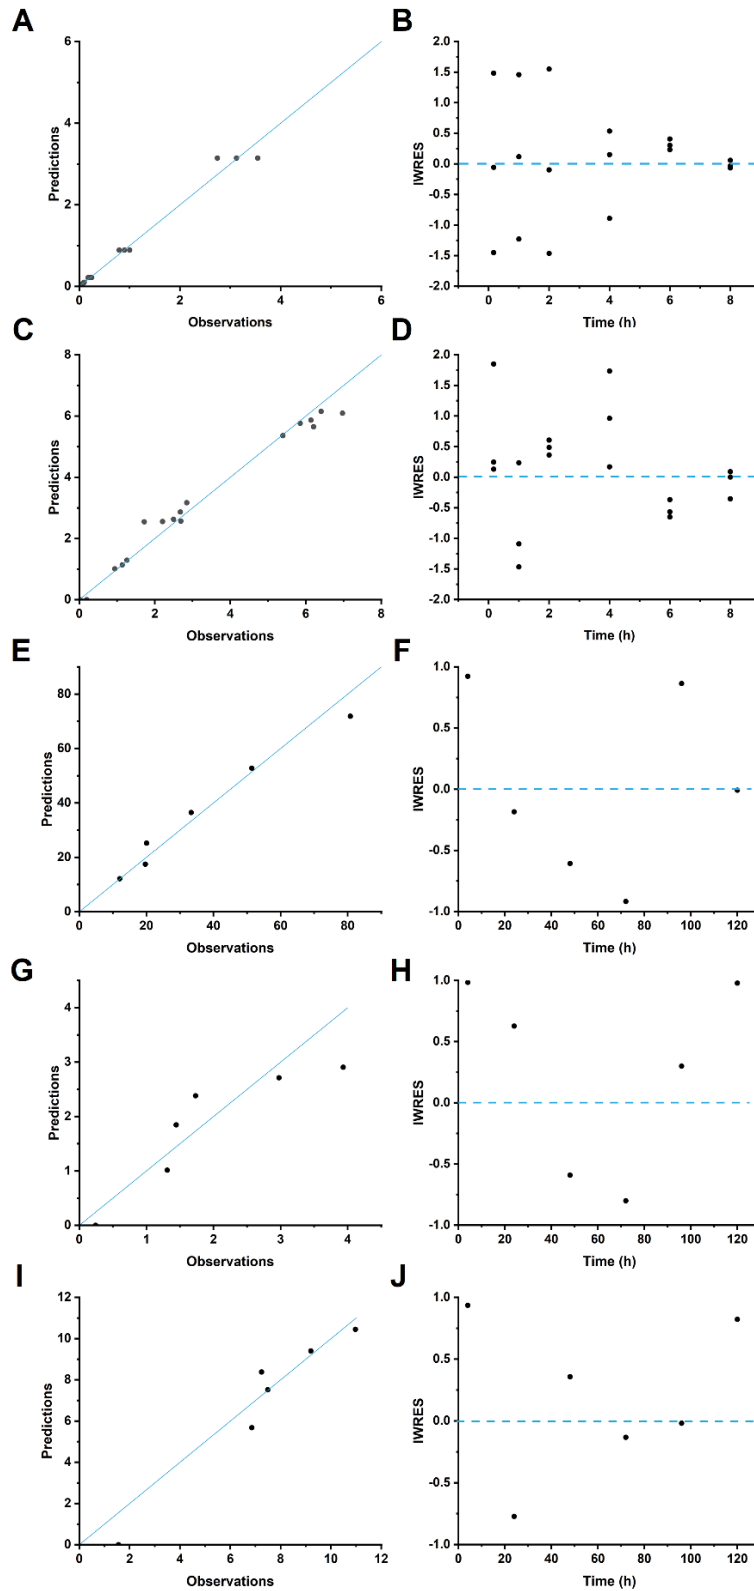 A
B
6
4
2
0
Predictions
0 2 4 6
Observations
2.0
1.5
1.0
0.5
0.0
-0.5
-1.0
-1.5
-2.0
IWRES
0 2 4 6 8
Time (h)
C
D
8
6
4
2
0
Predictions
0 2 4 6 8
Observations
2.0
1.5
1.0
0.5
0.0
-0.5
-1.0
-1.5
-2.0
IWRES
0 2 4 6 8
Time (h)
E
F
80
60
40
20
0
Predictions
0 20 40 60 80
Observations
1.0
0.5
0.0
-0.5
-1.0
IWRES
0 20 40 60 80 100 120
Time (h)
G
H
4
3
2
1
0
Predictions
0 1 2 3 4
Observations
1.0
0.5
0.0
-0.5
-1.0
IWRES
0 20 40 60 80 100 120
Time (h)
I
J
12
10
8
6
4
2
0
Predictions
0 2 4 6 8 10 12
Observations
1.0
0.5
0.0
-0.5
-1.0
IWRES
0 20 40 60 80 100 120
Time (h)